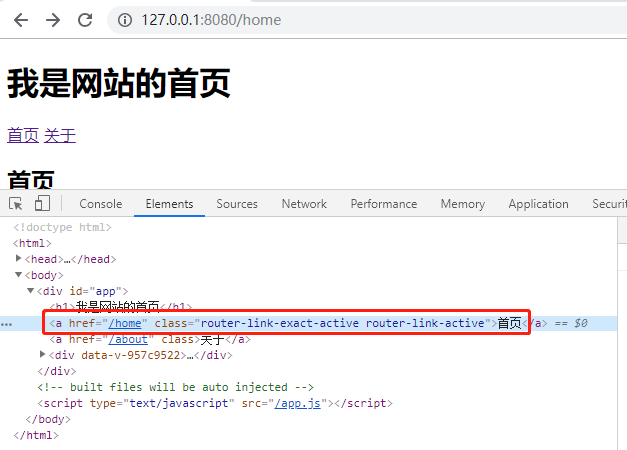 127.0.0.1:8080/home
我是网站的首页
首页 关于
首页
Console Elements Sources Network Performance Memory Application Securi
<!doctype html>
<html>
<head>…</head>
<body>
<div id="app">
<h1>我是网站的首页</h1>
<a href="/home" class="router-link-exact-active router-link-active">首页</a> == $0
<a href="/about" class>关于</a>
<div data-v-957c9522>…</div>
</div>
<!-- built files will be auto injected -->
<script type="text/javascript" src="/app.js"></script>
</body>
</html>